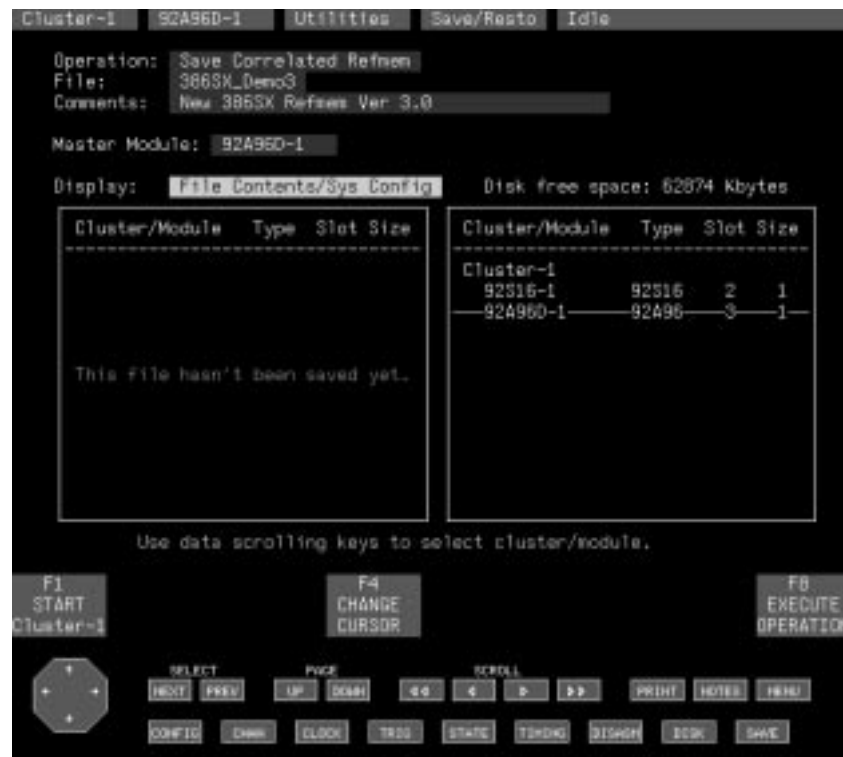 Cluster-1 92A96D-1 Utilities Save/Resto Idle
Operation: Save Correlated Refmem
File: 386SX_Demo3
Comments: New 386SX Refmem Ver 3.0
Master Module: 92A96D-1
Display: File Contents/Sys Config Disk free space: 62874 Kbytes
Cluster/Module Type Slot Size Cluster/Module Type Slot Size
Cluster-1
92S16-1 92S16 2 1
92A96D-1 92A96 3 1
This file hasn't been saved yet.
Use data scrolling keys to select cluster/module.
F1 F4 F8
START CHANGE EXECUTE
Cluster-1 CURSOR OPERATIO
SELECT PAGE SCROLL
NEXT PREV UP DOWN PRINT NOTES MENU
CONFIG CHAN CLOCK TRIG STATE TIMING DISASM DISK SAVE